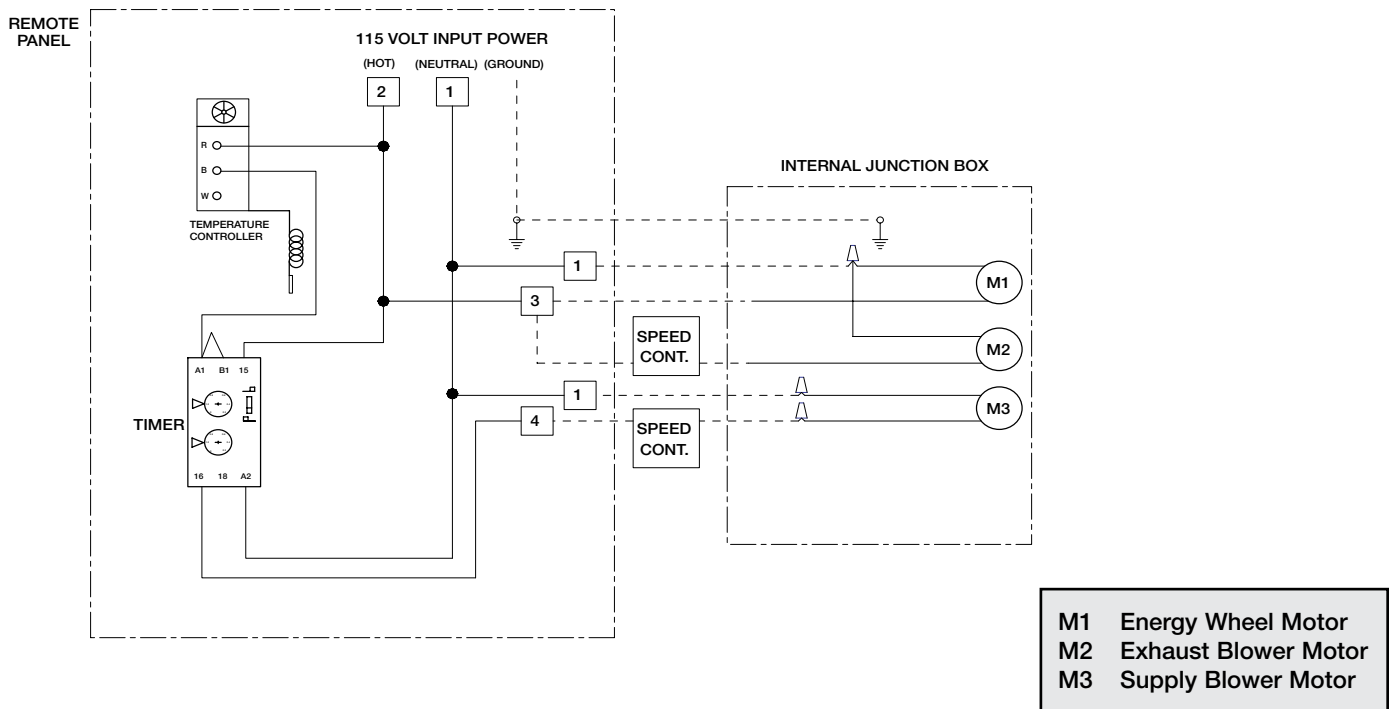 REMOTE
PANEL
115 VOLT INPUT POWER
(HOT) (NEUTRAL) (GROUND)
2 1
R
B
W
TEMPERATURE
CONTROLLER
INTERNAL JUNCTION BOX
1
M1
3
SPEED
CONT.
M2
A1 B1 15
1
M3
TIMER
4
SPEED
CONT.
16 18 A2
M1 Energy Wheel Motor
M2 Exhaust Blower Motor
M3 Supply Blower Motor